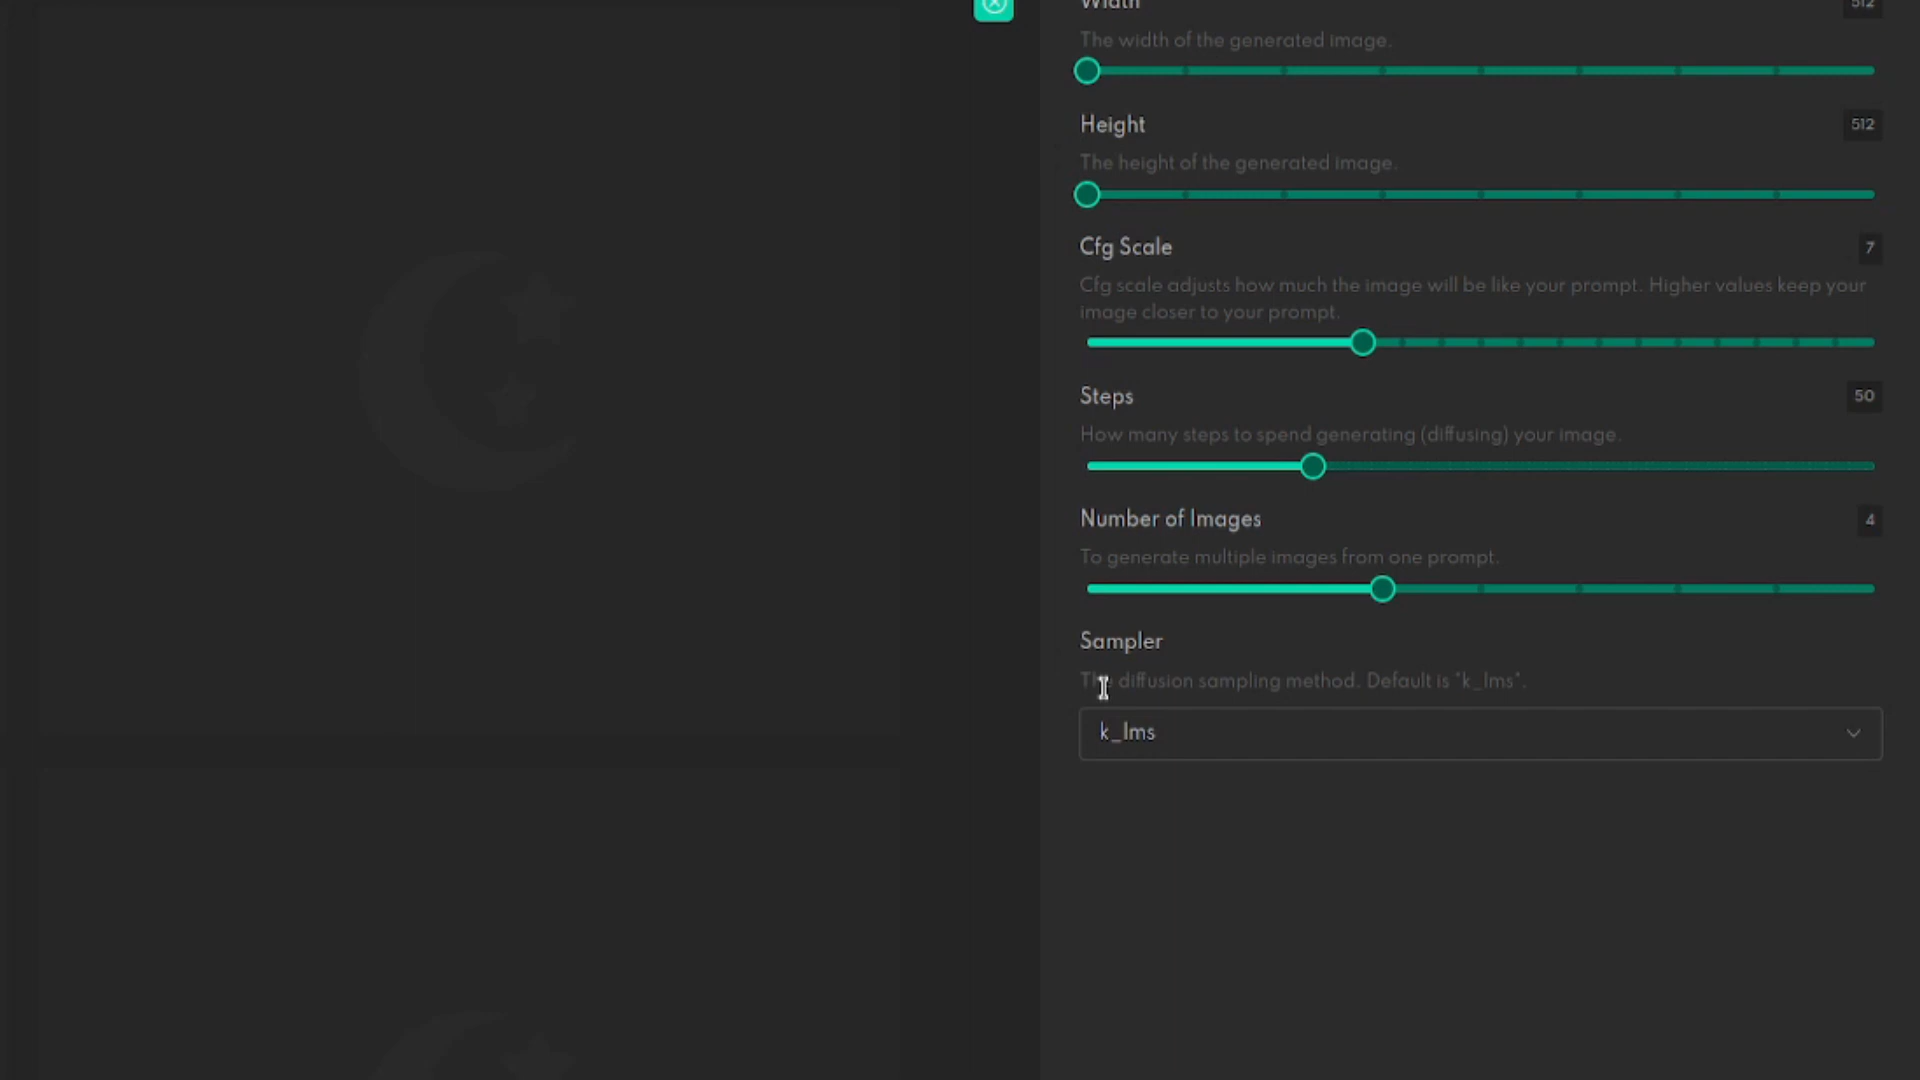 Width
512
The width of the generated image.
Height
512
The height of the generated image.
Cfg Scale
7
Cfg scale adjusts how much the image will be like your prompt. Higher values keep your
image closer to your prompt.
Steps
50
How many steps to spend generating (diffusing) your image.
Number of Images
4
To generate multiple images from one prompt.
Sampler
The diffusion sampling method. Default is "k_lms".
k_lms